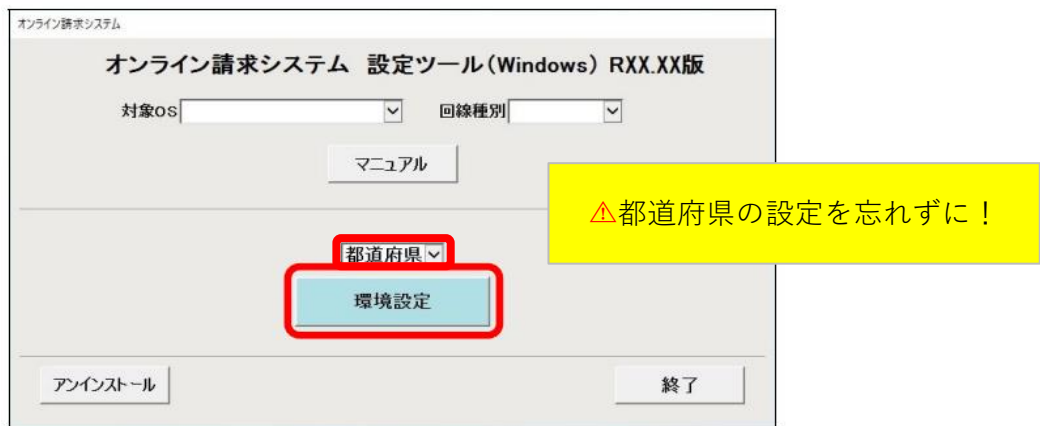 オンライン請求システム
オンライン請求システム 設定ツール(Windows) RXX.XX版
対象OS 回線種別
マニュアル
⚠都道府県の設定を忘れずに！
都道府県
環境設定
アンインストール 終了